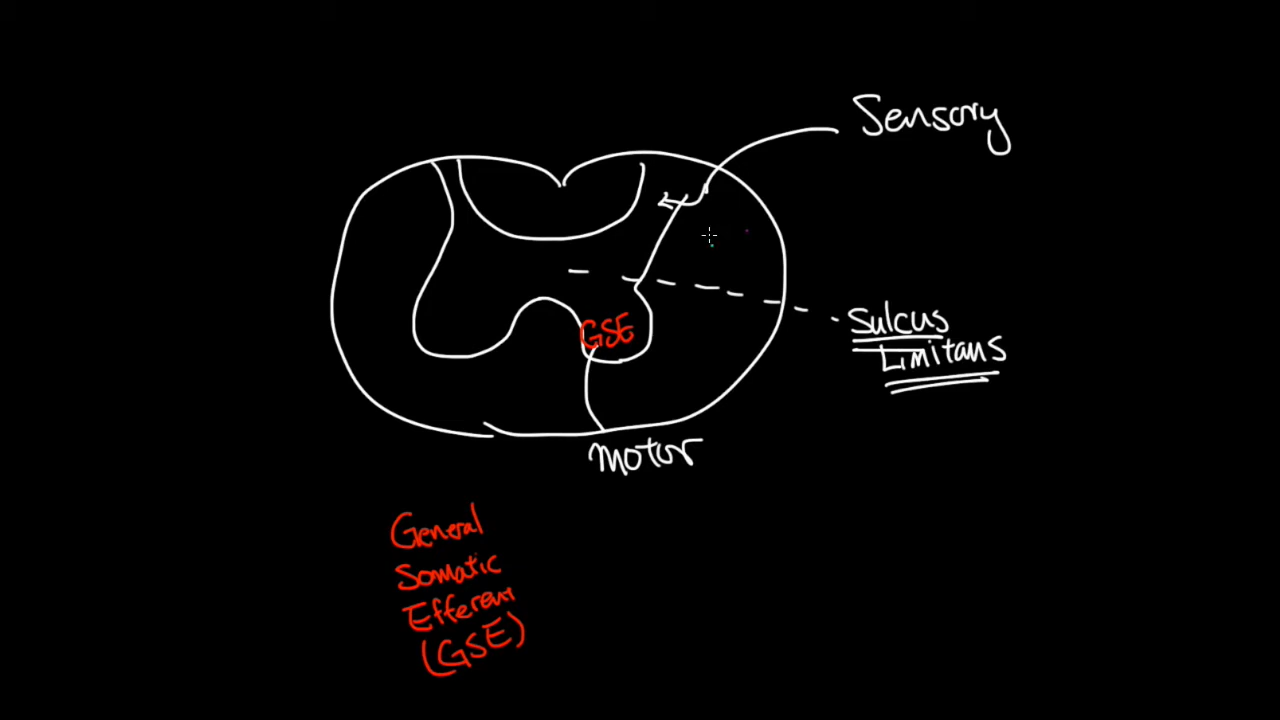 Sensory
GSE
Sulcus
Limitans
motor
General
Somatic
Efferent
(GSE)